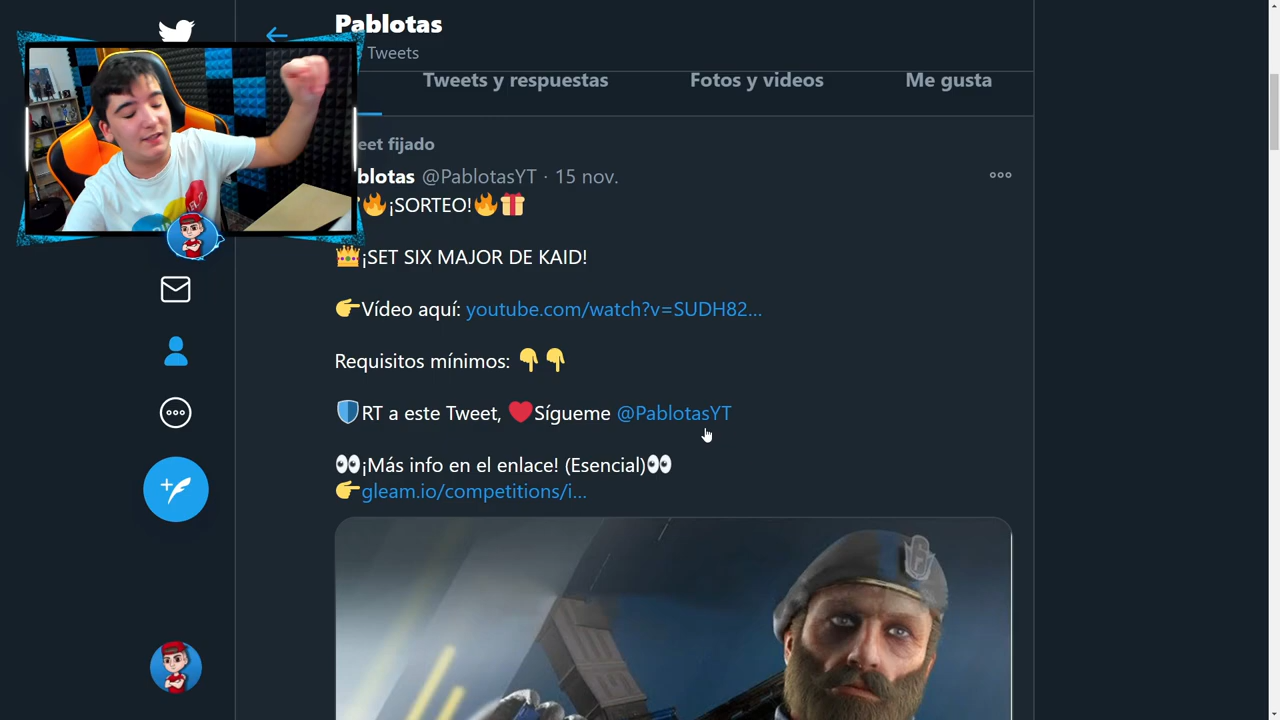 Pablotas
Tweets
Tweets y respuestas
Fotos y videos
Me gusta
eet fijado
blotas @PablotasYT · 15 nov.
🔥¡SORTEO!🔥🎁
👑¡SET SIX MAJOR DE KAID!
👉Vídeo aquí: youtube.com/watch?v=SUDH82...
Requisitos mínimos: 👇👇
🛡️RT a este Tweet, ❤️Sígueme @PablotasYT
👀¡Más info en el enlace! (Esencial)👀
👉gleam.io/competitions/i...